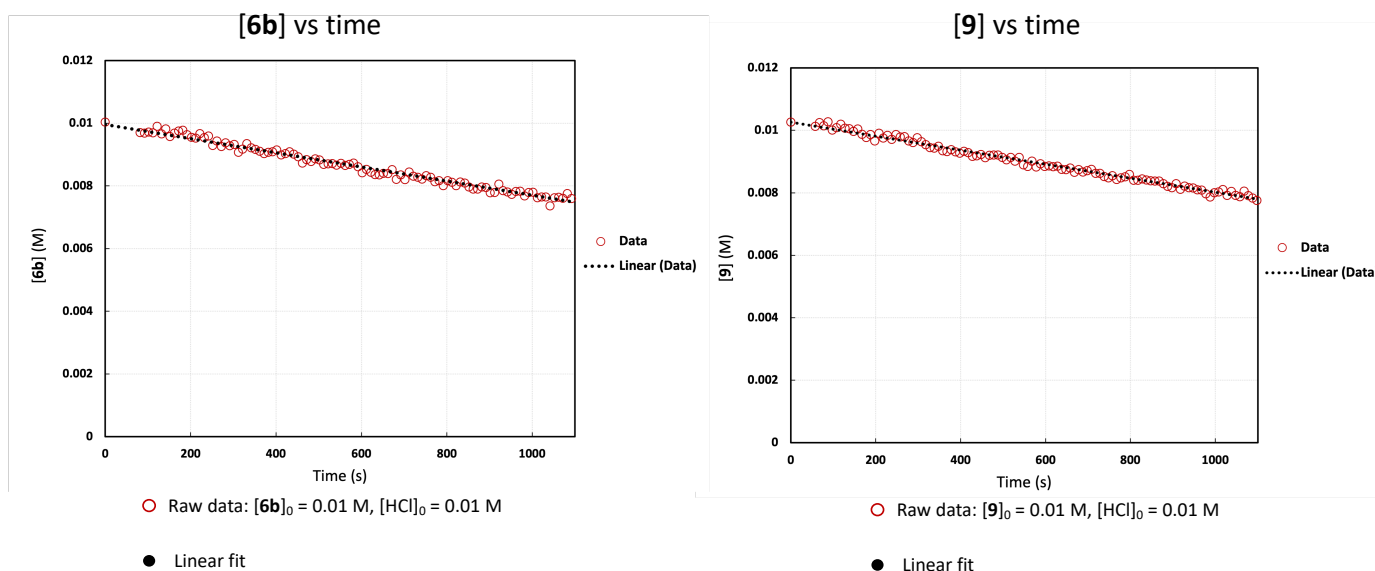 [6b] vs time
0.012
0.01
0.008
0.006
0.004
0.002
0
[6b] (M)
0 200 400 600 800 1000
Time (s)
Data
Linear (Data)
Raw data: [6b]0 = 0.01 M, [HCl]0 = 0.01 M
Linear fit
[9] vs time
0.012
0.01
0.008
0.006
0.004
0.002
0
[9] (M)
0 200 400 600 800 1000
Time (s)
Data
Linear (Data
Raw data: [9]0 = 0.01 M, [HCl]0 = 0.01 M
Linear fit